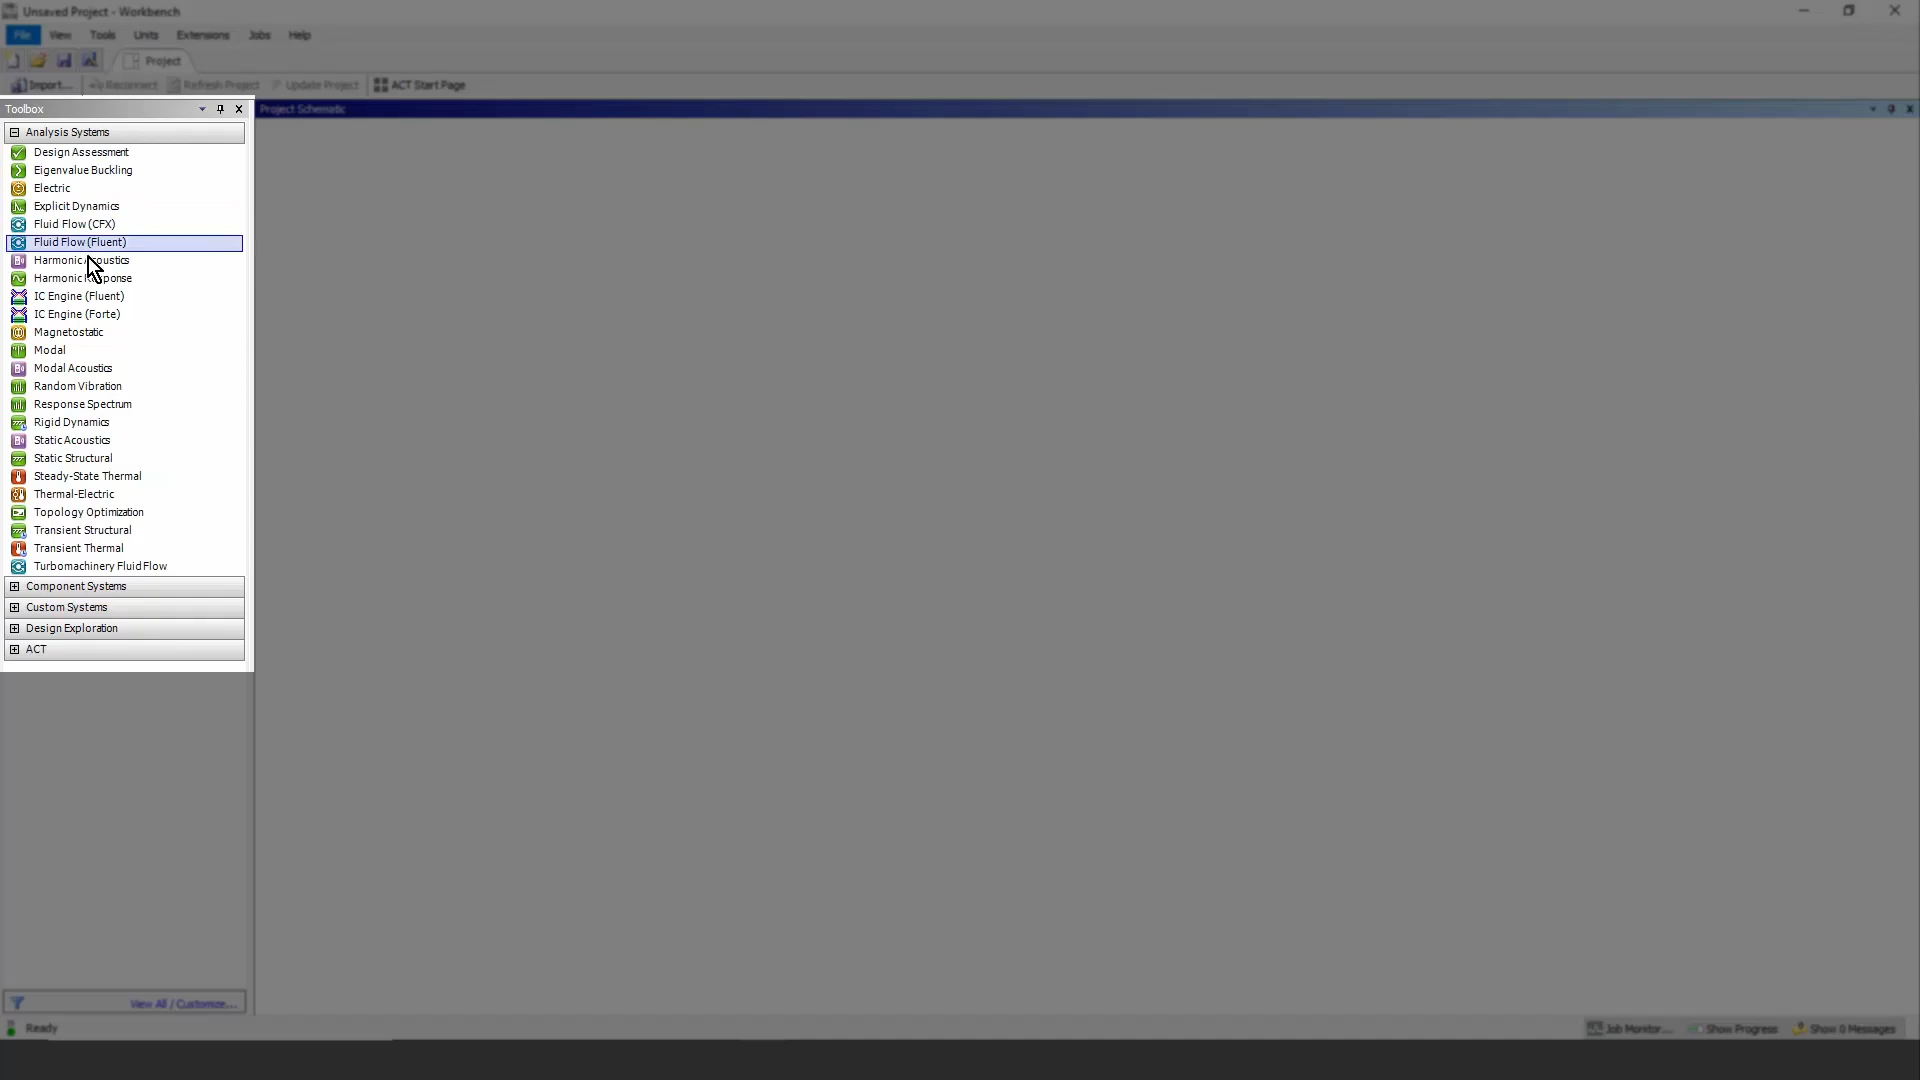 Unsaved Project - Workbench
File View Tools Units Extensions Jobs Help
Project
Import... Reconnect Refresh Project Update Project ACT Start Page
Toolbox
Project Schematic
Analysis Systems
Design Assessment
Eigenvalue Buckling
Electric
Explicit Dynamics
Fluid Flow (CFX)
Fluid Flow (Fluent)
Harmonic
Harmonic
IC Engine (Fluent)
IC Engine (Forte)
Magnetostatic
Modal
Modal Acoustics
Random Vibration
Response Spectrum
Rigid Dynamics
Static Acoustics
Static Structural
Steady-State Thermal
Thermal-Electric
Topology Optimization
Transient Structural
Transient Thermal
Turbomachinery Fluid Flow
Component Systems
Custom Systems
Design Exploration
ACT
View All / Customize...
Ready
Job Monitor... Show Progress Show 0 Messages